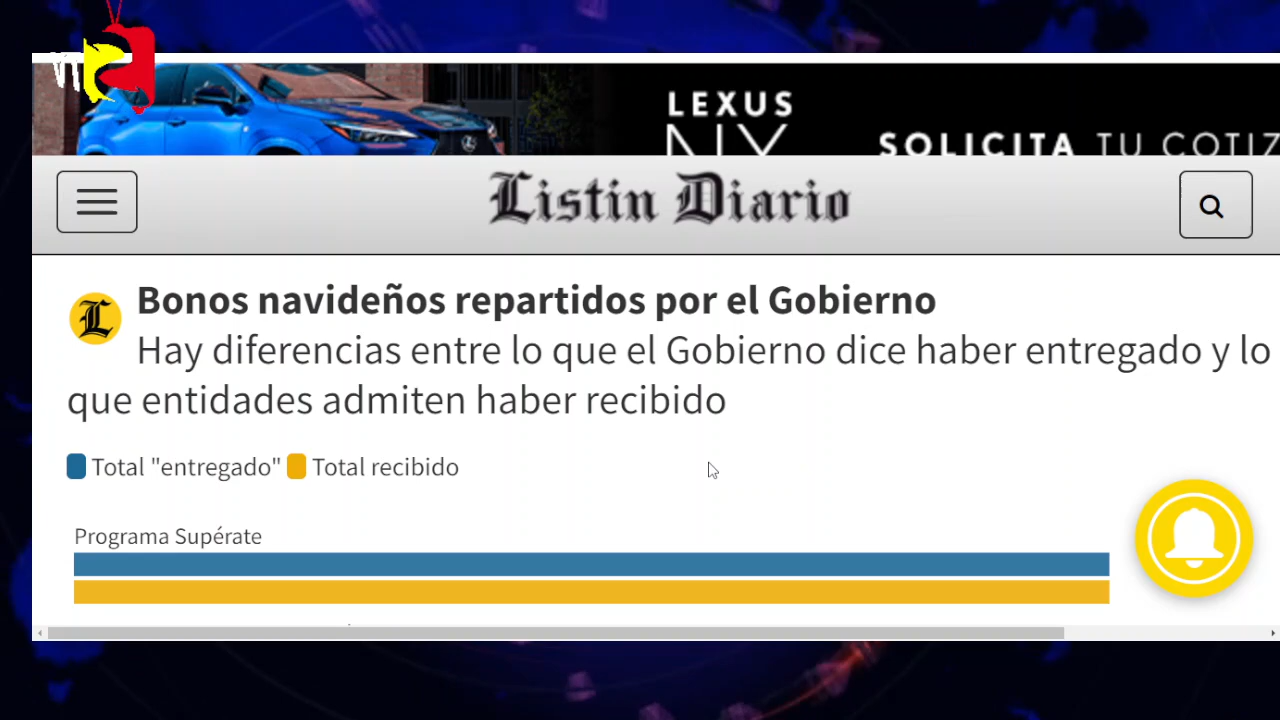 LEXUS
NX
SOLICITA TU COTIZ
Listin Diario
Bonos navideños repartidos por el Gobierno
Hay diferencias entre lo que el Gobierno dice haber entregado y lo
que entidades admiten haber recibido
Total "entregado" Total recibido
Programa Supérate